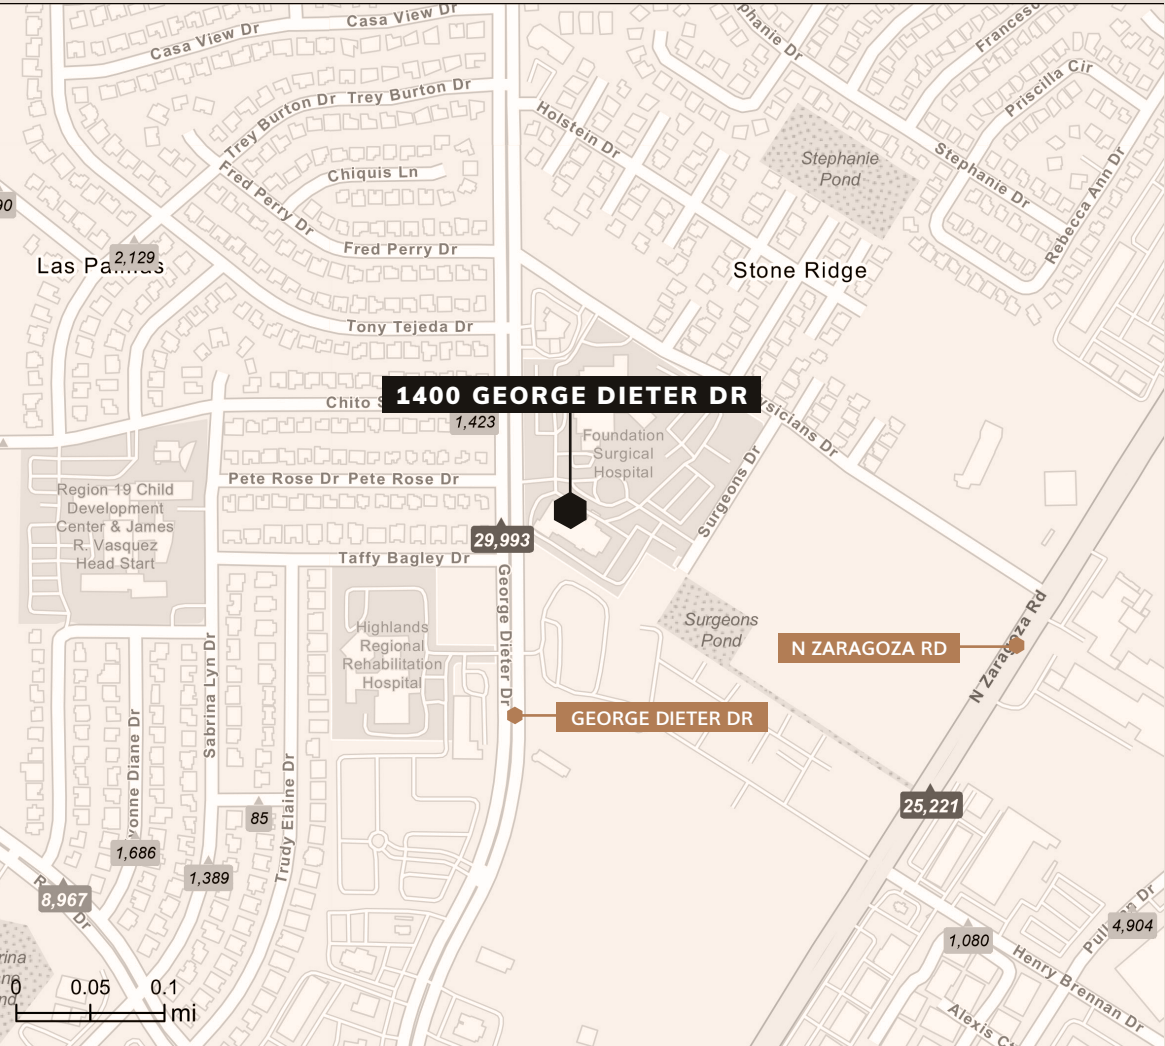 Casa View Dr
Casa View Dr
Trey Burton Dr
Trey Burton Dr
Fred Perry Dr
Chiquis Ln
Fred Perry Dr
Holstein Dr
Priscilla Cir
Stephanie
Pond
Stephanie Dr
Rebecca Ann Dr
90
2,129
Stone Ridge
Tony Tejeda Dr
1400 GEORGE DIETER DR
Chito
1,423
Foundation
Surgical
Hospital
Surgeons Dr
Pete Rose Dr
Pete Rose Dr
Region 19 Child
Development
Center & James
R. Vasquez
Head Start
29,993
Taffy Bagley Dr
George Dieter Dr
Highlands
Regional
Rehabilitation
Hospital
Surgeons
Pond
N ZARAGOZA RD
N Zaragoza Rd
GEORGE DIETER DR
Sabrina Lyn Dr
Trudy Elaine Dr
85
25,221
1,686
1,389
8,967
Dr
4,904
1,080
Henry Brennan Dr
0 0.05 0.1
mi